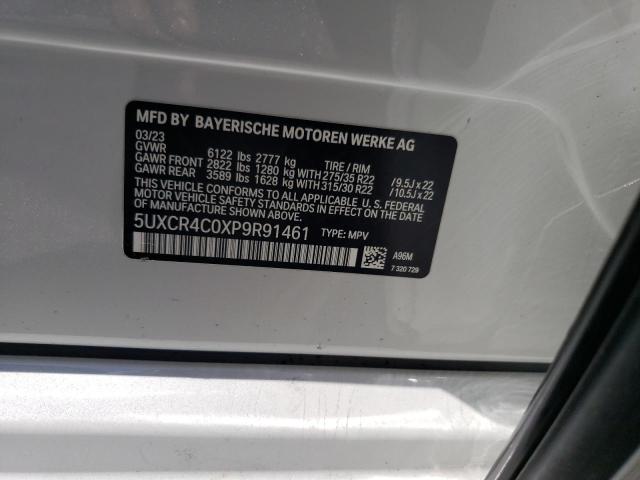 MFD BY BAYERISCHE MOTOREN WERKE AG
03/23
GVWR 6122 lbs 2777 kg TIRE / RIM
GAWR FRONT 2822 lbs 1280 kg WITH 275/35 R22 /9.5J x 22
GAWR REAR 3589 lbs 1628 kg WITH 315/30 R22 /10.5J x 22
THIS VEHICLE CONFORMS TO ALL APPLICABLE U.S. FEDERAL
MOTOR VEHICLE SAFETY STANDARDS IN EFFECT ON THE DATE
OF MANUFACTURE SHOWN ABOVE.
5UXCR4C0XP9R91461 TYPE: MPV
A96M
7 320 729